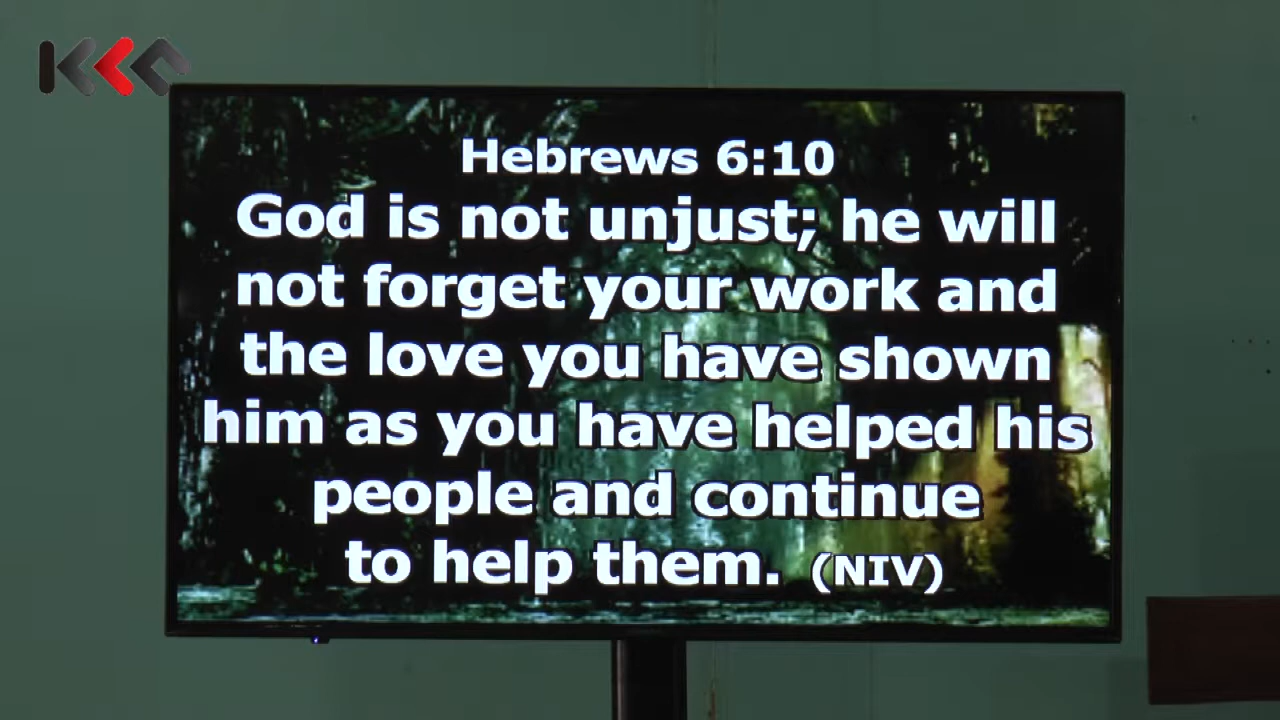 KCC
Hebrews 6:10
God is not unjust; he will
not forget your work and
the love you have shown
him as you have helped his
people and continue
to help them. (NIV)